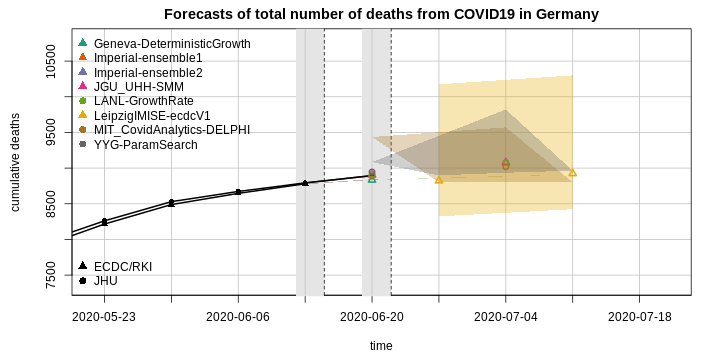 Forecasts of total number of deaths from COVID19 in Germany
cumulative deaths
10500
9500
8500
7500
Geneva-DeterministicGrowth
Imperial-ensemble1
Imperial-ensemble2
JGU_UHH-SMM
LANL-GrowthRate
LeipzigIMISE-ecdcV1
MIT_CovidAnalytics-DELPHI
YYG-ParamSearch
ECDC/RKI
JHU
2020-05-23
2020-06-06
2020-06-20
2020-07-04
2020-07-18
time